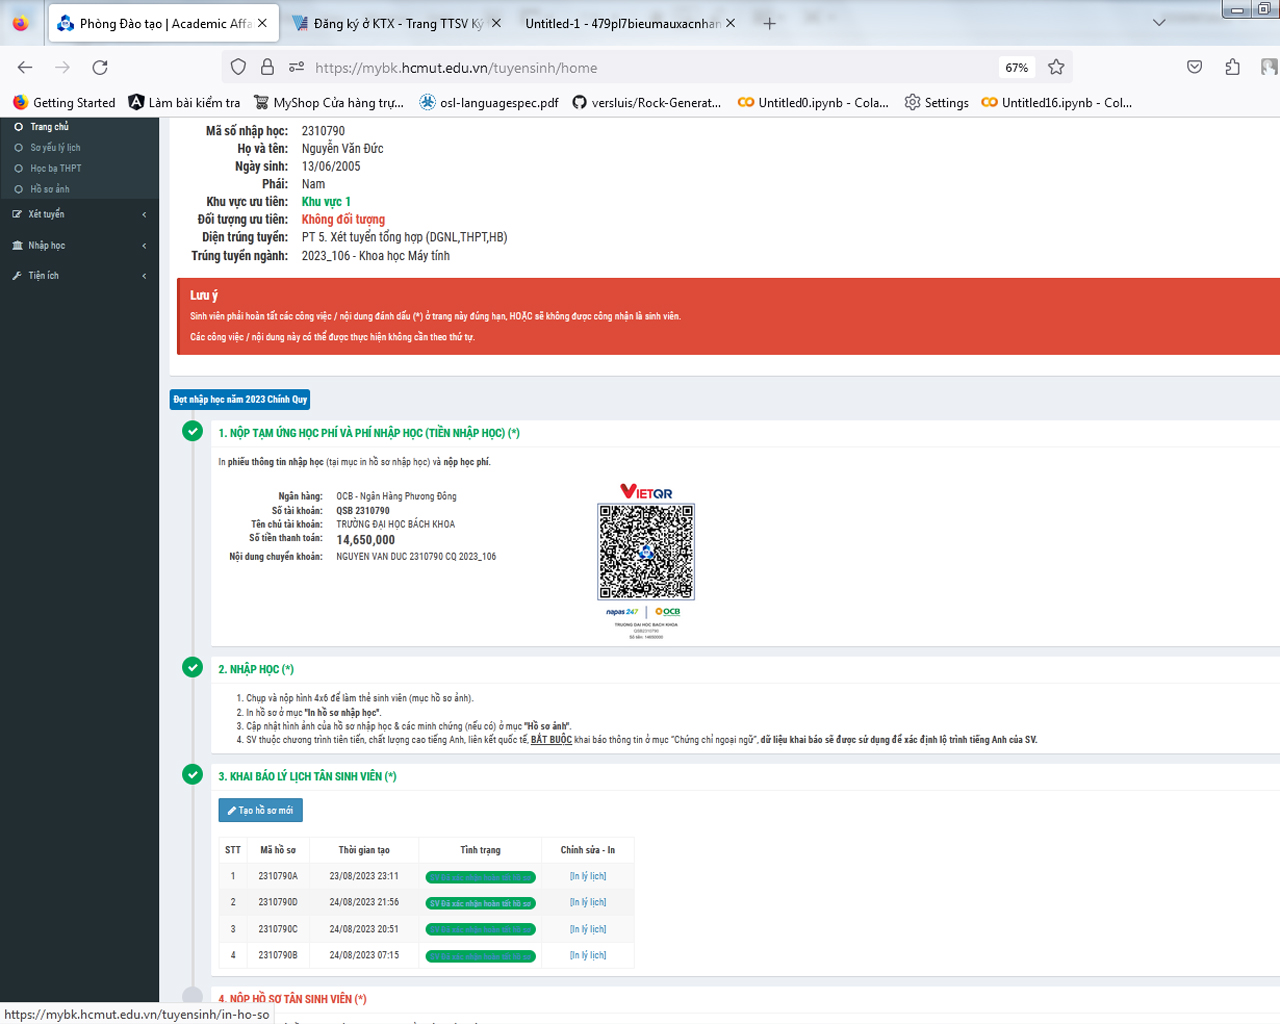 Phòng Đào tạo | Academic Affa
Đăng ký ở KTX - Trang TTSV Ký
Untitled-1 - 479pl7bieumauxacnhan
https://mybk.hcmut.edu.vn/tuyensinh/home
67%
Getting Started
Làm bài kiểm tra
MyShop Cửa hàng trự...
osl-languagespec.pdf
versluis/Rock-Generat...
Untitled0.ipynb - Cola...
Settings
Untitled16.ipynb - Col...
Trang chủ
Sơ yếu lý lịch
Học bạ THPT
Hồ sơ ảnh
Xét tuyển
Nhập học
Tiện ích
Mã số nhập học: 2310790
Họ và tên: Nguyễn Văn Đức
Ngày sinh: 13/06/2005
Phái: Nam
Khu vực ưu tiên: Khu vực 1
Đối tượng ưu tiên: Không đối tượng
Diện trúng tuyển: PT 5. Xét tuyển tổng hợp (DGNL,THPT,HB)
Trúng tuyển ngành: 2023_106 - Khoa học Máy tính
Lưu ý
Sinh viên phải hoàn tất các công việc / nội dung đánh dấu (*) ở trang này đúng hạn, HOẶC sẽ không được công nhận là sinh viên.
Các công việc / nội dung này có thể được thực hiện không cần theo thứ tự.
Đợt nhập học năm 2023 Chính Quy
1. NỘP TẠM ỨNG HỌC PHÍ VÀ PHÍ NHẬP HỌC (TIỀN NHẬP HỌC) (*)
In phiếu thông tin nhập học (tại mục in hồ sơ nhập học) và nộp học phí.
Ngân hàng: OCB - Ngân Hàng Phương Đông
Số tài khoản: QSB 2310790
Tên chủ tài khoản: TRƯỜNG ĐẠI HỌC BÁCH KHOA
Số tiền thanh toán: 14,650,000
Nội dung chuyển khoản: NGUYEN VAN DUC 2310790 CQ 2023_106
VIETQR
napas 247 | OCB
TRUONG DAI HOC BACH KHOA
QSB2310790
Số tiền: 14650000
2. NHẬP HỌC (*)
1. Chụp và nộp hình 4x6 để làm thẻ sinh viên (mục hồ sơ ảnh).
2. In hồ sơ ở mục "In hồ sơ nhập học".
3. Cập nhật hình ảnh của hồ sơ nhập học & các minh chứng (nếu có) ở mục "Hồ sơ ảnh".
4. SV thuộc chương trình tiên tiến, chất lượng cao tiếng Anh, liên kết quốc tế, BẮT BUỘC khai báo thông tin ở mục "Chứng chỉ ngoại ngữ", dữ liệu khai báo sẽ được sử dụng để xác định lộ trình tiếng Anh của SV.
3. KHAI BÁO LÝ LỊCH TÂN SINH VIÊN (*)
Tạo hồ sơ mới
STT Mã hồ sơ Thời gian tạo Tình trạng Chỉnh sửa - In
1 2310790A 23/08/2023 23:11 SV Đã xác nhận hoàn tất hồ sơ [In lý lịch]
2 2310790D 24/08/2023 21:56 SV Đã xác nhận hoàn tất hồ sơ [In lý lịch]
3 2310790C 24/08/2023 20:51 SV Đã xác nhận hoàn tất hồ sơ [In lý lịch]
4 2310790B 24/08/2023 07:15 SV Đã xác nhận hoàn tất hồ sơ [In lý lịch]
4. NỘP HỒ SƠ TÂN SINH VIÊN (*)
https://mybk.hcmut.edu.vn/tuyensinh/in-ho-so